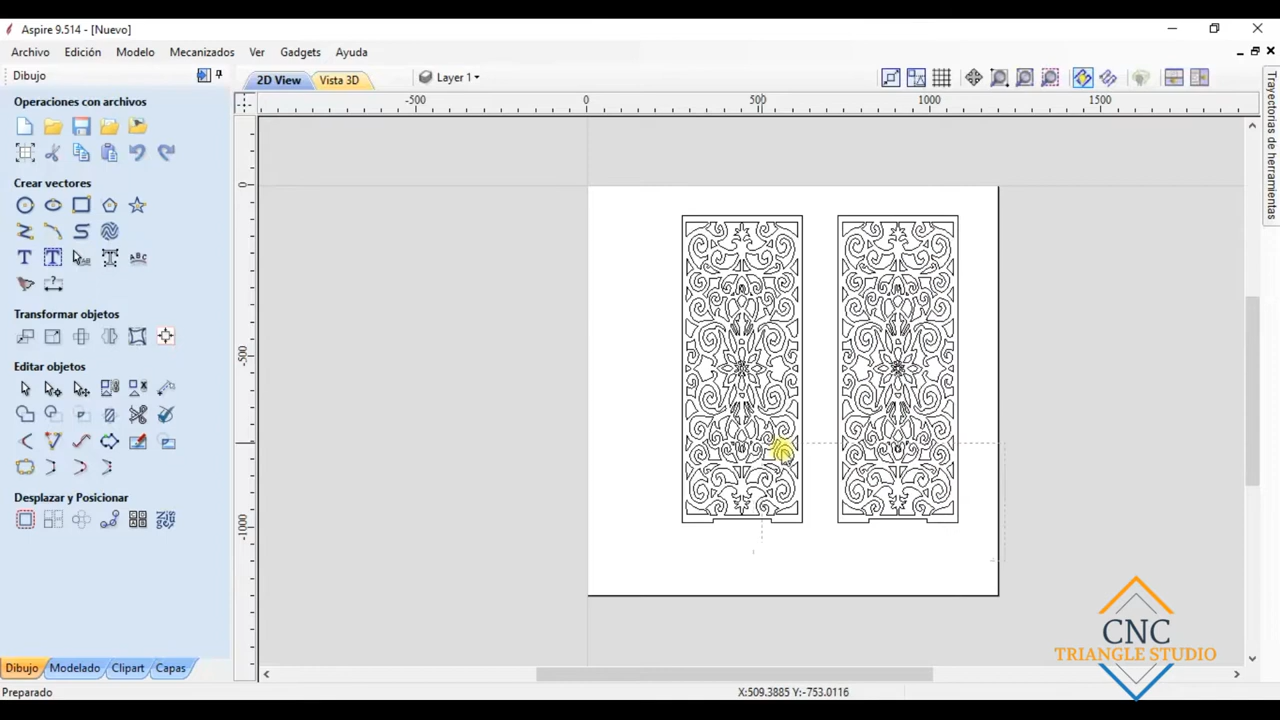 Aspire 9.514 - [Nuevo]
Archivo Edición Modelo Mecanizados Ver Gadgets Ayuda
Dibujo
2D View Vista 3D Layer 1
Operaciones con archivos
-500 0 500 1000 1500
Crear vectores
0
Transformar objetos
-500
Editar objetos
Desplazar y Posicionar
-1000
Trayectorias de herramientas
CNC
TRIANGLE STUDIO
Dibujo Modelado Clipart Capas
Preparado X:509.3885 Y:-753.0116